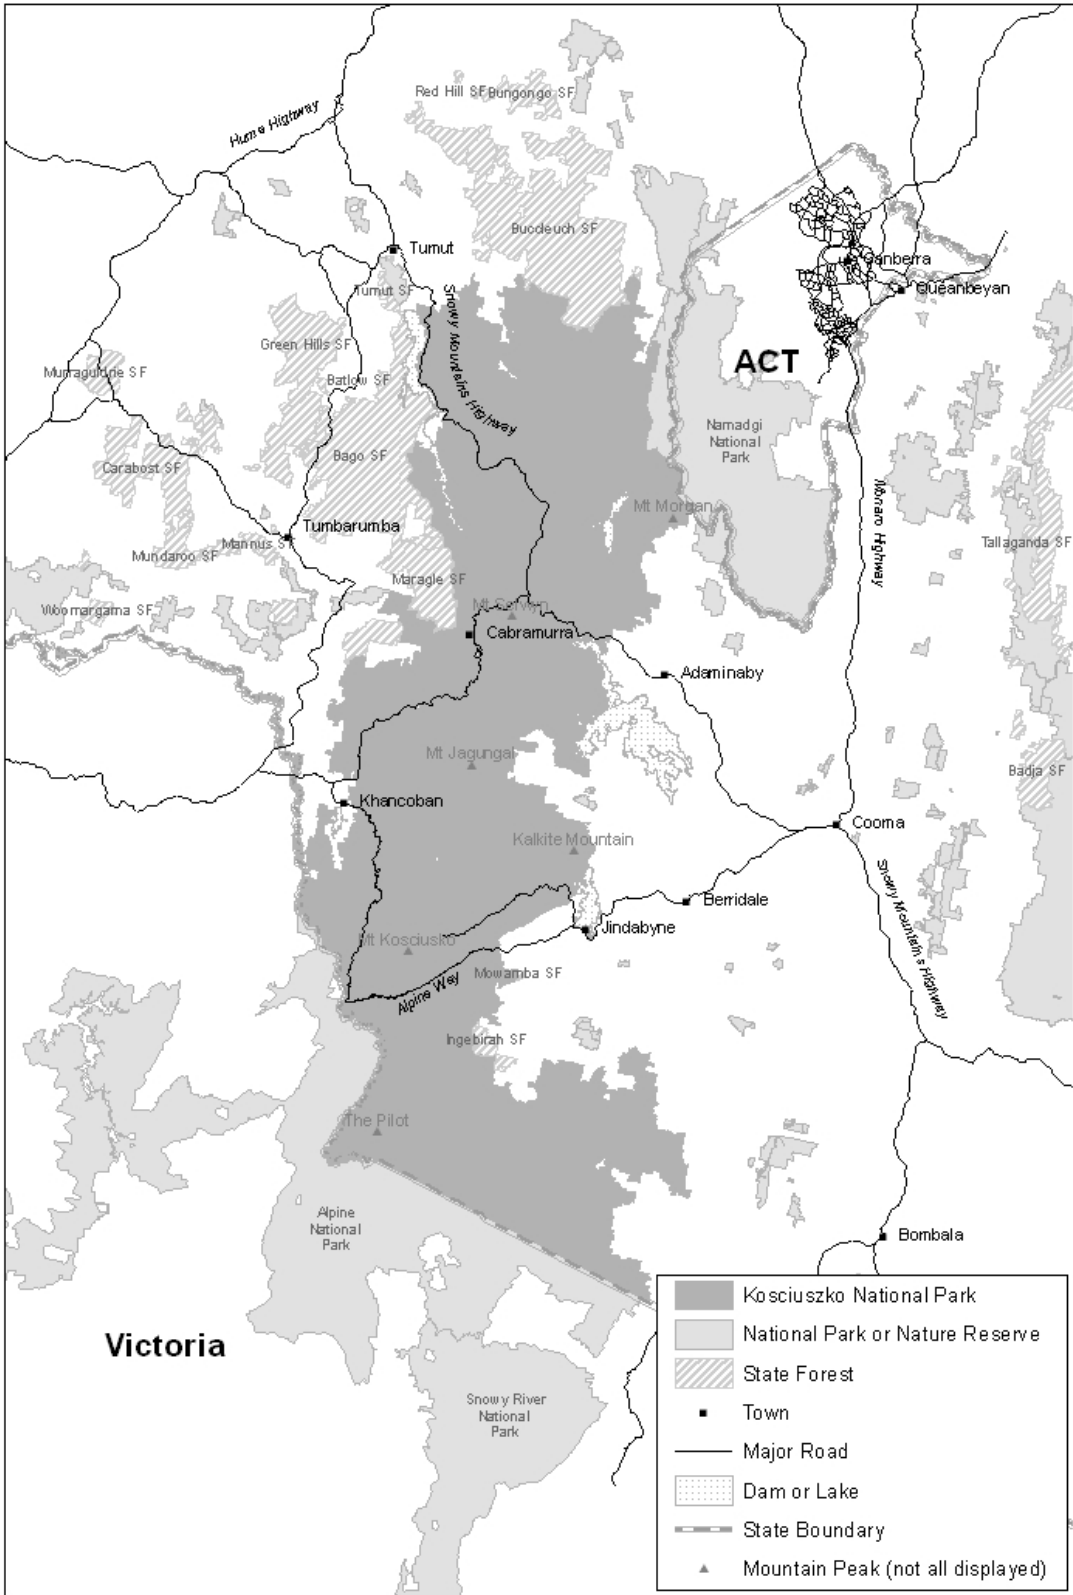 Red Hill SF
Bungongo SF
Hume Highway
Buccleuch SF
Tumut
Canberra
Queanbeyan
Tumut SF
Snowy Mountains Highway
Green Hills SF
ACT
Murraguldrie SF
Batlow SF
Namadgi
National
Park
Carabost SF
Bago SF
Monaro Highway
Mt Morgan
Tumbarumba
Tallaganda SF
Mannus SF
Mundaroo SF
Maragle SF
Woomargama SF
Mt Selwyn
Cabramurra
Adaminaby
Mt Jagungal
Badja SF
Khancoban
Cooma
Kalkite Mountain
Snowy Mountains Highway
Berridale
Jindabyne
Mt Kosciusko
Mowamba SF
Alpine Way
Ingebirah SF
The Pilot
Alpine
National
Park
Bombala
Victoria
Snowy River
National
Park
Kosciuszko National Park
National Park or Nature Reserve
State Forest
Town
Major Road
Dam or Lake
State Boundary
Mountain Peak (not all displayed)